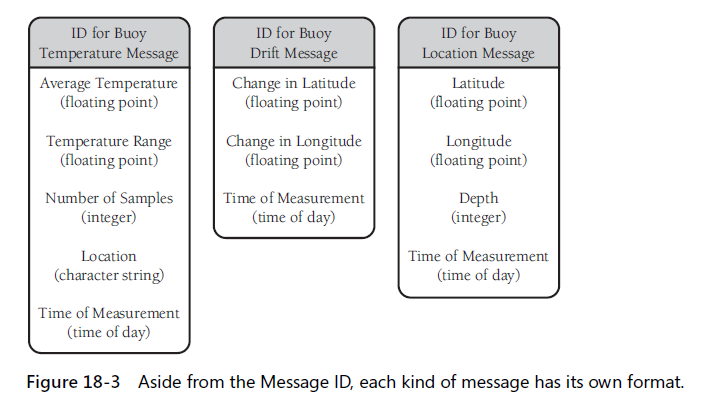 ID for Buoy
Temperature Message
Average Temperature
(floating point)
Temperature Range
(floating point)
Number of Samples
(integer)
Location
(character string)
Time of Measurement
(time of day)
ID for Buoy
Drift Message
Change in Latitude
(floating point)
Change in Longitude
(floating point)
Time of Measurement
(time of day)
ID for Buoy
Location Message
Latitude
(floating point)
Longitude
(floating point)
Depth
(integer)
Time of Measurement
(time of day)
Figure 18-3 Aside from the Message ID, each kind of message has its own format.